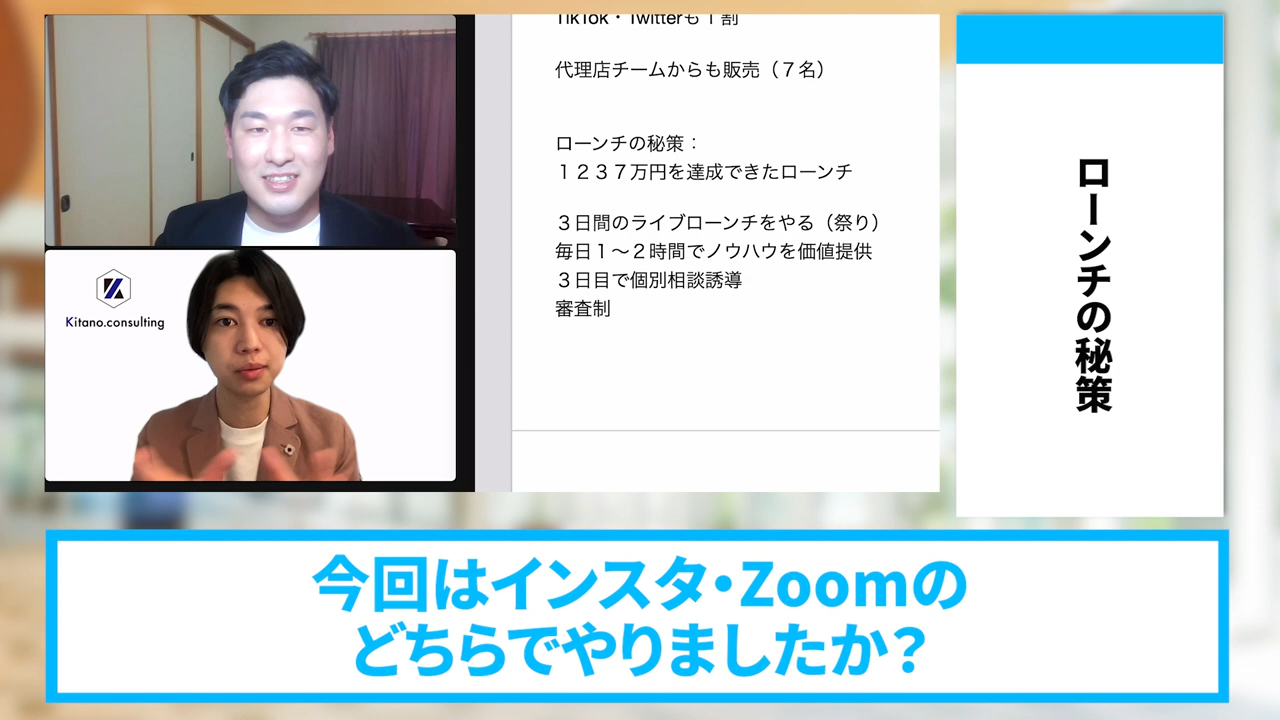 TikTok・Twitterも１割
代理店チームからも販売（７名）
ローンチの秘策：
１２３７万円を達成できたローンチ
３日間のライブローンチをやる（祭り）
毎日１〜２時間でノウハウを価値提供
３日目で個別相談誘導
審査制
Kitano.consulting
ローンチの秘策
今回はインスタ・Zoomの
どちらでやりましたか？